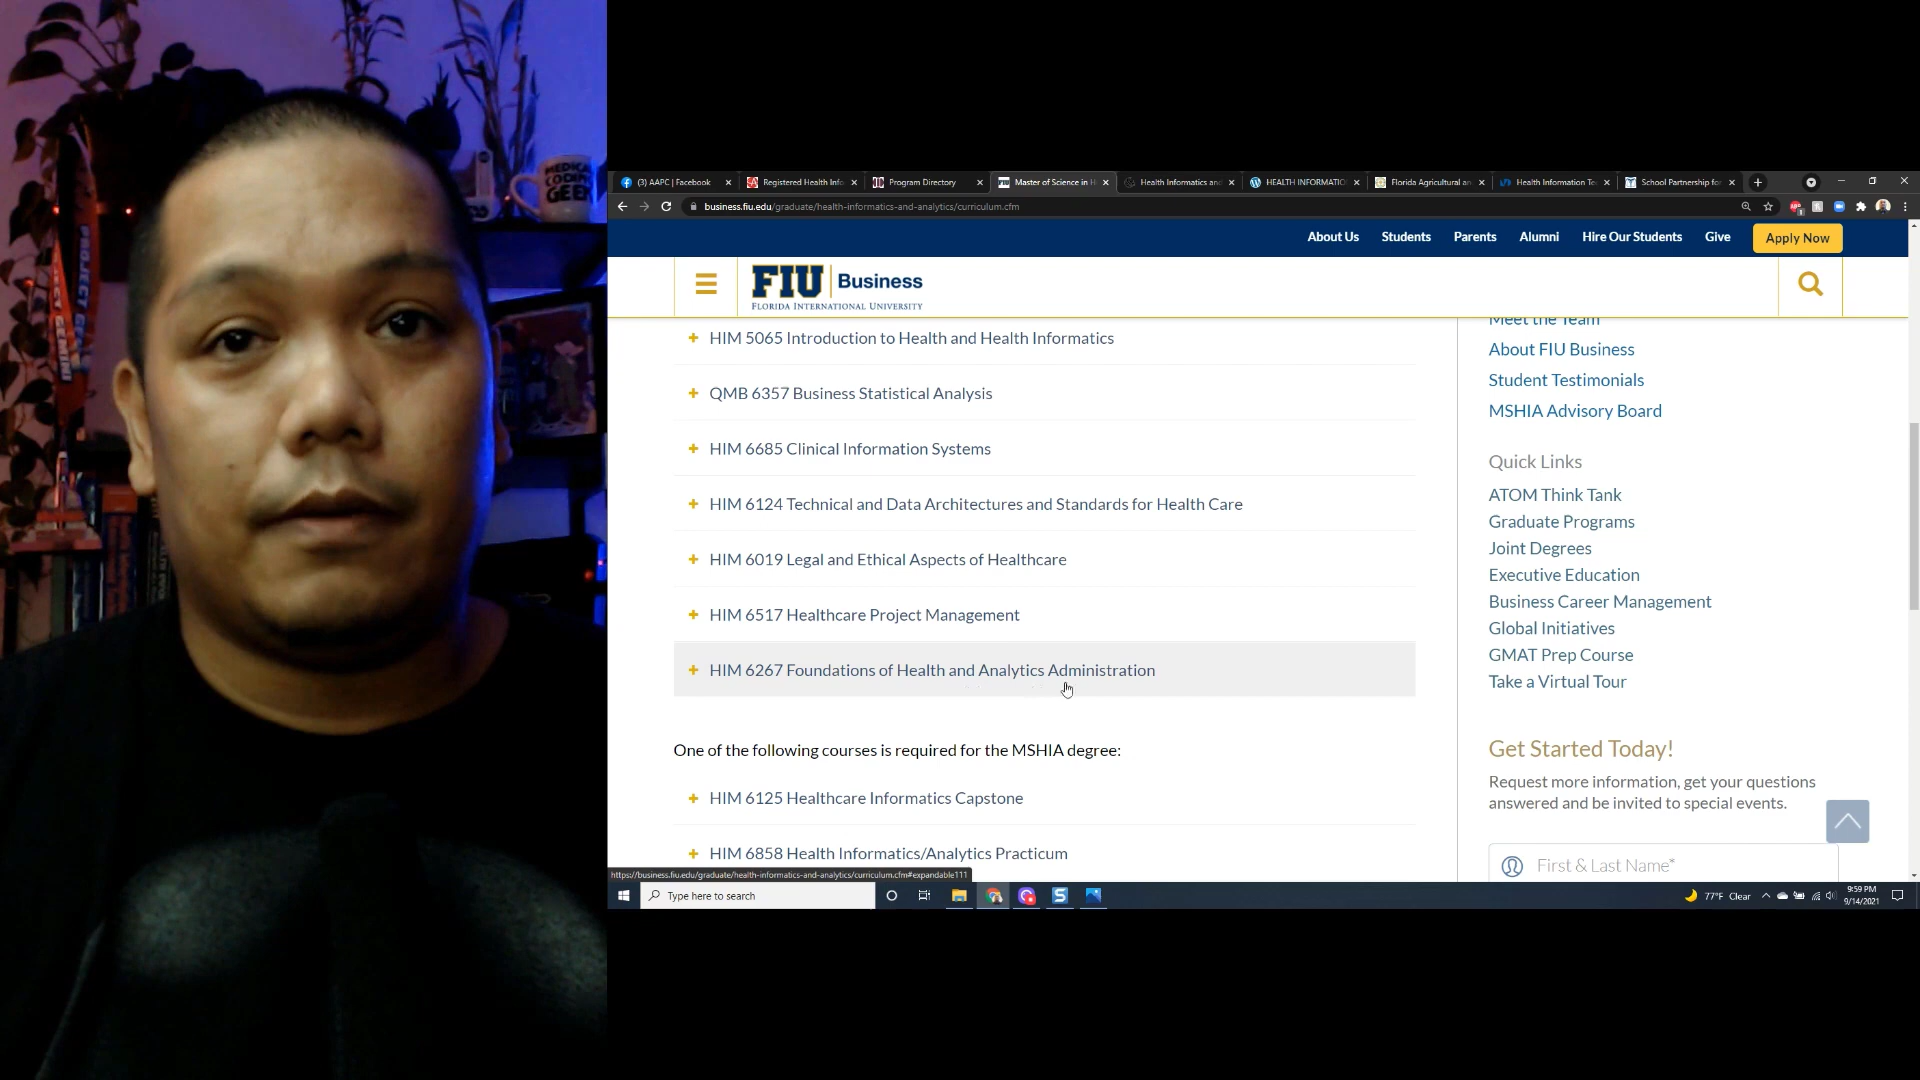 MEDICAL
CODING
GEEK
PROJECT
(3) AAPC | Facebook
Registered Health Info
Program Directory
Master of Science in H
Health Informatics and
HEALTH INFORMATIO
Florida Agricultural an
Health Information Te
School Partnership fo
business.fiu.edu/graduate/health-informatics-and-analytics/curriculum.cfm
About Us
Students
Parents
Alumni
Hire Our Students
Give
Apply Now
FIU Business
FLORIDA INTERNATIONAL UNIVERSITY
HIM 5065 Introduction to Health and Health Informatics
QMB 6357 Business Statistical Analysis
HIM 6685 Clinical Information Systems
HIM 6124 Technical and Data Architectures and Standards for Health Care
HIM 6019 Legal and Ethical Aspects of Healthcare
HIM 6517 Healthcare Project Management
HIM 6267 Foundations of Health and Analytics Administration
One of the following courses is required for the MSHIA degree:
HIM 6125 Healthcare Informatics Capstone
HIM 6858 Health Informatics/Analytics Practicum
Meet the Team
About FIU Business
Student Testimonials
MSHIA Advisory Board
Quick Links
ATOM Think Tank
Graduate Programs
Joint Degrees
Executive Education
Business Career Management
Global Initiatives
GMAT Prep Course
Take a Virtual Tour
Get Started Today!
Request more information, get your questions
answered and be invited to special events.
First & Last Name*
https://business.fiu.edu/graduate/health-informatics-and-analytics/curriculum.cfm#expandable111
Type here to search
77°F Clear
9:59 PM
9/14/2021